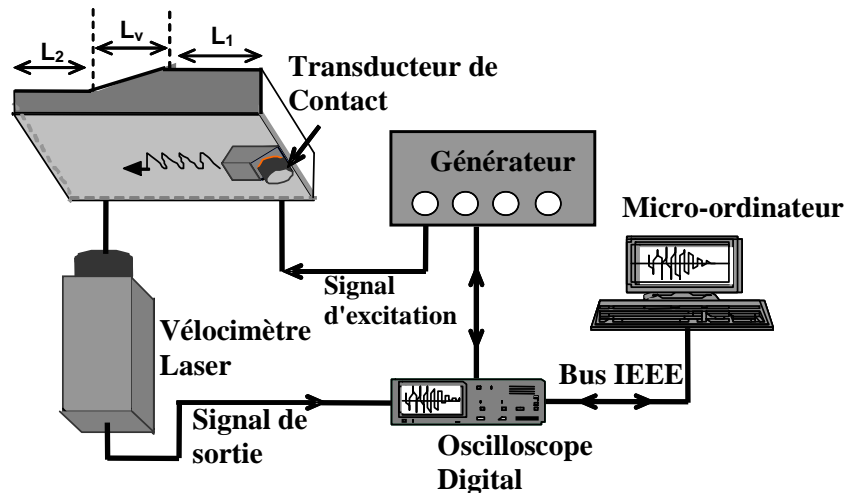 L2
Lv
L1
Transducteur de
Contact
Générateur
Micro-ordinateur
Signal
d'excitation
Vélocimètre
Laser
Bus IEEE
Signal de
sortie
Oscilloscope
Digital